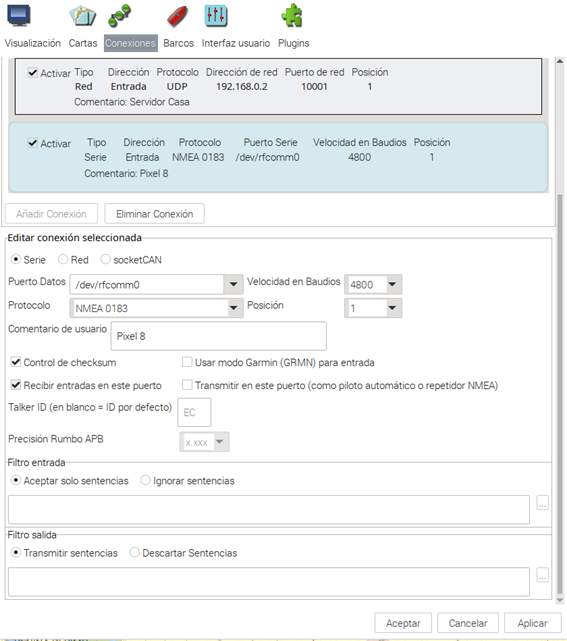 Visualización Cartas Conexiones Barcos Interfaz usuario Plugins
Activar Tipo Dirección Protocolo Dirección de red Puerto de red Posición
Red Entrada UDP 192.168.0.2 10001 1
Comentario: Servidor Casa
Activar Tipo Dirección Protocolo Puerto Serie Velocidad en Baudios Posición
Serie Entrada NMEA 0183 /dev/rfcomm0 4800 1
Comentario: Pixel 8
Añadir Conexión Eliminar Conexión
Editar conexión seleccionada
Serie Red socketCAN
Puerto Datos /dev/rfcomm0 Velocidad en Baudios 4800
Protocolo NMEA 0183 Posición 1
Comentario de usuario Pixel 8
Control de checksum Usar modo Garmin (GRMN) para entrada
Recibir entradas en este puerto Transmitir en este puerto (como piloto automático o repetidor NMEA)
Talker ID (en blanco = ID por defecto) EC
Precisión Rumbo APB x.xxx
Filtro entrada
Aceptar solo sentencias Ignorar sentencias
...
Filtro salida
Transmitir sentencias Descartar Sentencias
...
Aceptar Cancelar Aplicar